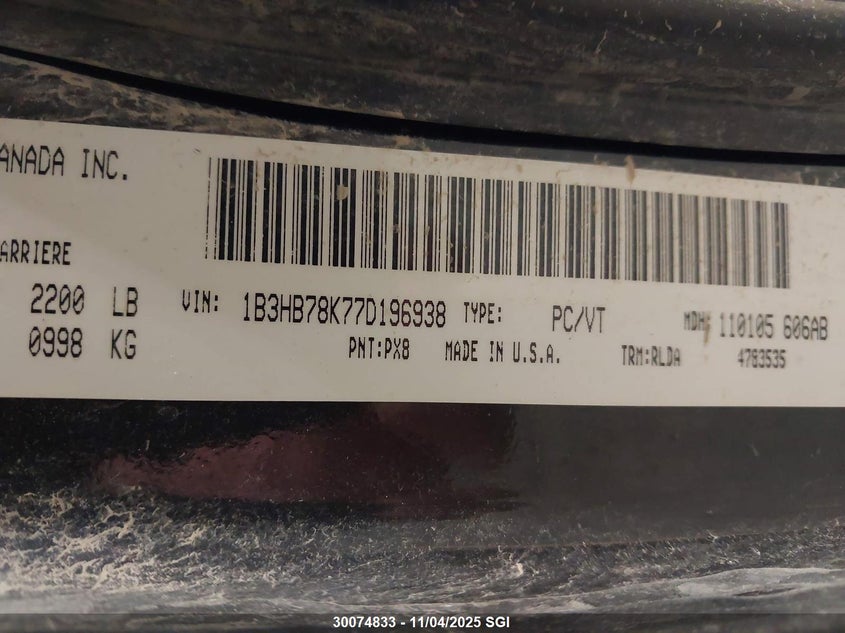 ANADA INC.
ARRIERE
2200 LB VIN: 1B3HB78K77D196938 TYPE: PC/VT MDH: 110105 606AB
0998 KG PNT:PX8 MADE IN U.S.A. TRM:RLDA 4783535
30074833 - 11/04/2025 SGI